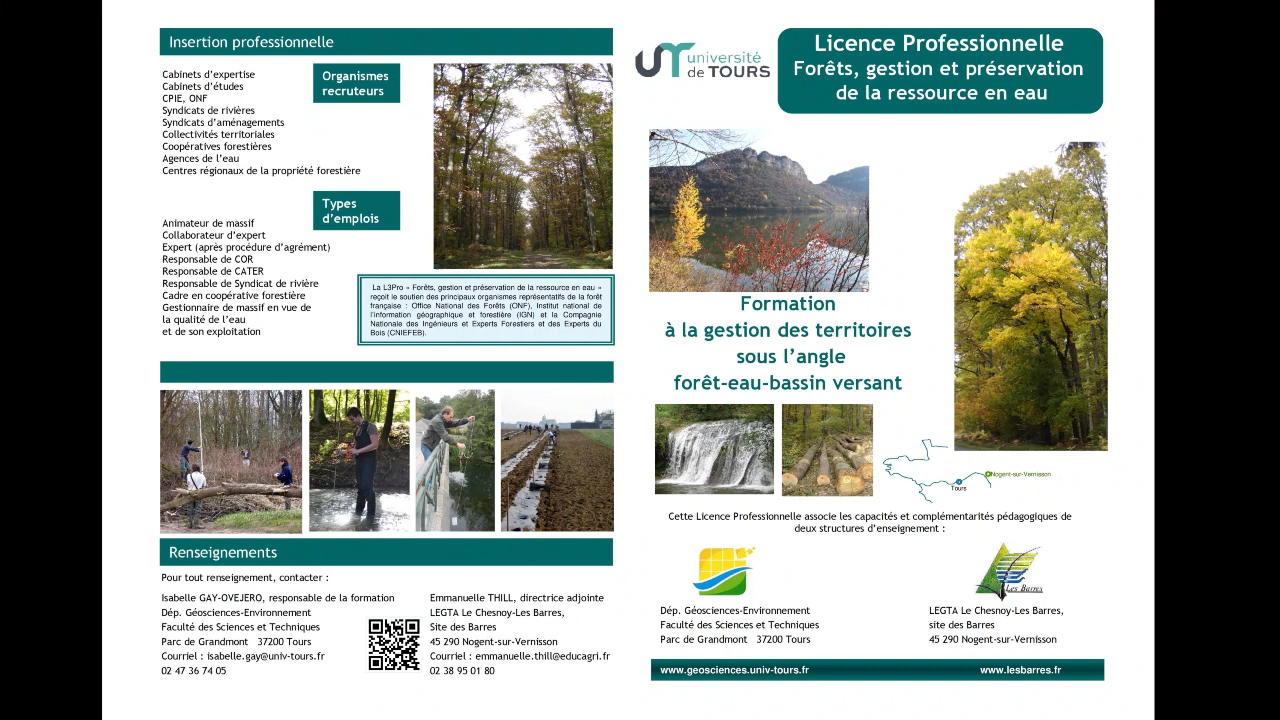 Insertion professionnelle
Organismes
recruteurs
Cabinets d'expertise
Cabinets d'études
CPIE, ONF
Syndicats de rivières
Syndicats d'aménagements
Collectivités territoriales
Coopératives forestières
Agences de l'eau
Centres régionaux de la propriété forestière
Types
d'emplois
Animateur de massif
Collaborateur d'expert
Expert (après procédure d'agrément)
Responsable de COR
Responsable de CATER
Responsable de Syndicat de rivière
Cadre en coopérative forestière
Gestionnaire de massif en vue de
la qualité de l'eau
et de son exploitation
La L3Pro « Forêts, gestion et préservation de la ressource en eau »
reçoit le soutien des principaux organismes représentatifs de la forêt
française : Office National des Forêts (ONF), Institut national de
l'information géographique et forestière (IGN) et la Compagnie
Nationale des Ingénieurs et Experts Forestiers et des Experts du
Bois (CNIEFEB).
Renseignements
Pour tout renseignement, contacter :
Isabelle GAY-OVEJERO, responsable de la formation
Dép. Géosciences-Environnement
Faculté des Sciences et Techniques
Parc de Grandmont 37200 Tours
Courriel : isabelle.gay@univ-tours.fr
02 47 36 74 05
Emmanuelle THILL, directrice adjointe
LEGTA Le Chesnoy-Les Barres,
Site des Barres
45 290 Nogent-sur-Vernisson
Courriel : emmanuelle.thill@educagri.fr
02 38 95 01 80
UT université
de TOURS
Licence Professionnelle
Forêts, gestion et préservation
de la ressource en eau
Formation
à la gestion des territoires
sous l'angle
forêt-eau-bassin versant
Nogent-sur-Vernisson
Tours
Cette Licence Professionnelle associe les capacités et complémentarités pédagogiques de
deux structures d'enseignement :
Les Barres
Dép. Géosciences-Environnement
Faculté des Sciences et Techniques
Parc de Grandmont 37200 Tours
LEGTA Le Chesnoy-Les Barres,
site des Barres
45 290 Nogent-sur-Vernisson
www.geosciences.univ-tours.fr
www.lesbarres.fr